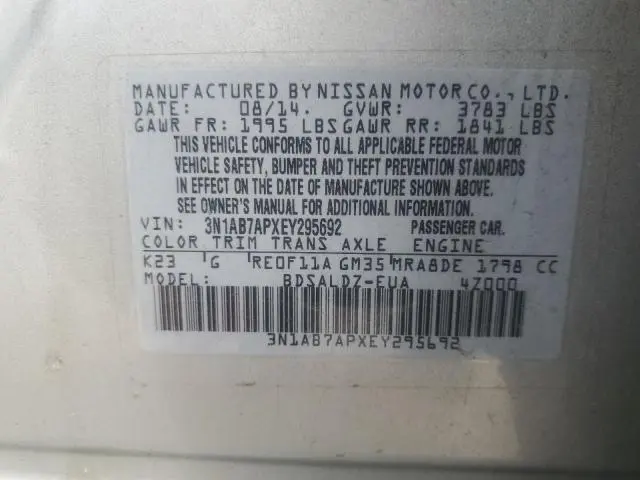 MANUFACTURED BY NISSAN MOTOR CO., LTD.
DATE: 08/14. GVWR: 3783 LBS
GAWR FR: 1995 LBS GAWR RR: 1841 LBS
THIS VEHICLE CONFORMS TO ALL APPLICABLE FEDERAL MOTOR
VEHICLE SAFETY, BUMPER AND THEFT PREVENTION STANDARDS
IN EFFECT ON THE DATE OF MANUFACTURE SHOWN ABOVE.
SEE OWNER'S MANUAL FOR ADDITIONAL INFORMATION.
VIN: 3N1AB7APXEY295692 PASSENGER CAR.
COLOR TRIM TRANS AXLE ENGINE
K23 G RE0F11A GM35 MRA8DE 1798 CC
MODEL: BDSALDZ-EUA 4Z000
3N1AB7APXEY295692